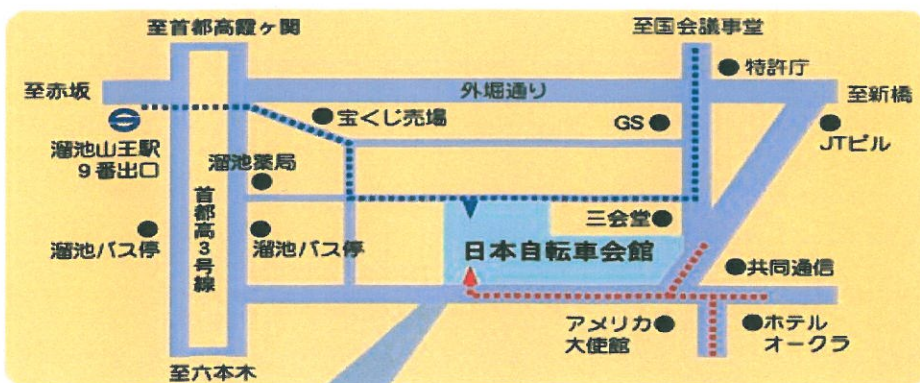 至首都高霞ヶ関
至国会議事堂
特許庁
至赤坂
外堀通り
至新橋
宝くじ売場
GS
JTビル
溜池山王駅
9番出口
溜池薬局
首都高3号線
三会堂
溜池バス停
溜池バス停
日本自転車会館
共同通信
アメリカ
大使館
ホテル
オークラ
至六本木